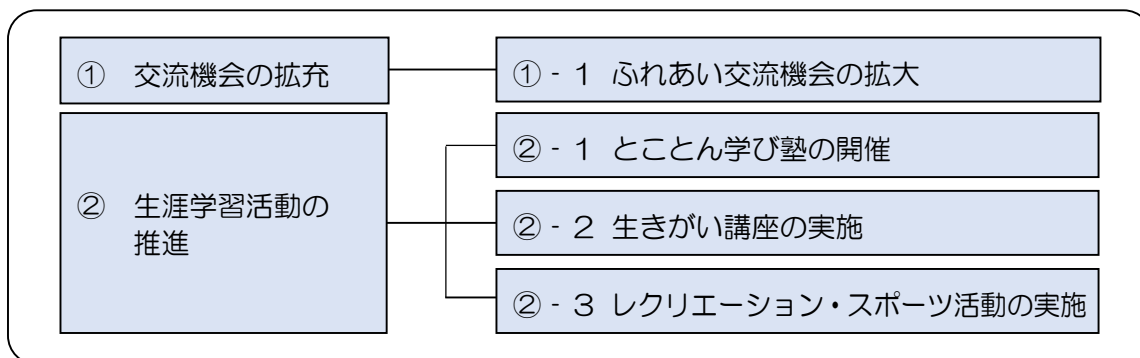 ① 交流機会の拡充
①‐１ ふれあい交流機会の拡大
② 生涯学習活動の
推進
②‐１ とことん学び塾の開催
②‐２ 生きがい講座の実施
②‐３ レクリエーション・スポーツ活動の実施